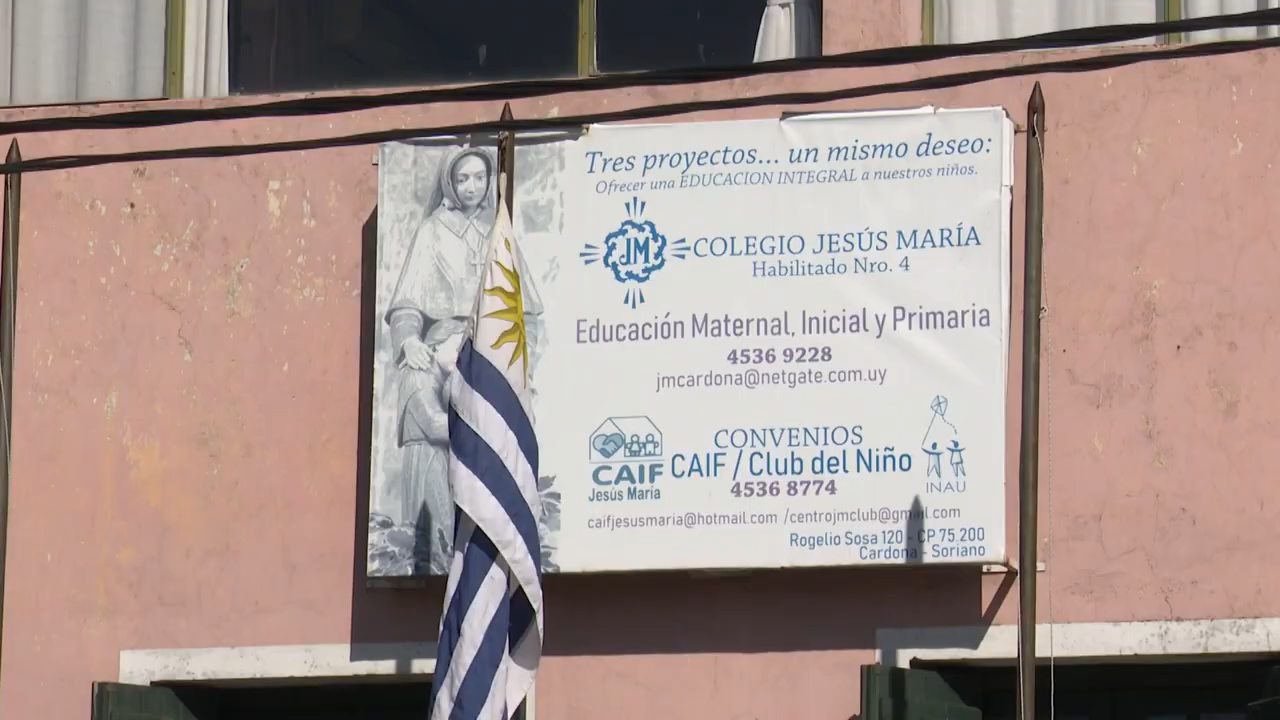 Tres proyectos... un mismo deseo:
Ofrecer una EDUCACION INTEGRAL a nuestros niños.
JM
COLEGIO JESÚS MARÍA
Habilitado Nro. 4
Educación Maternal, Inicial y Primaria
4536 9228
jmcardona@netgate.com.uy
CAIF
Jesús María
CONVENIOS
CAIF / Club del Niño
4536 8774
INAU
caifjesusmaria@hotmail.com /centrojmclub@gmail.com
Rogelio Sosa 120 - CP 75.200
Cardona - Soriano